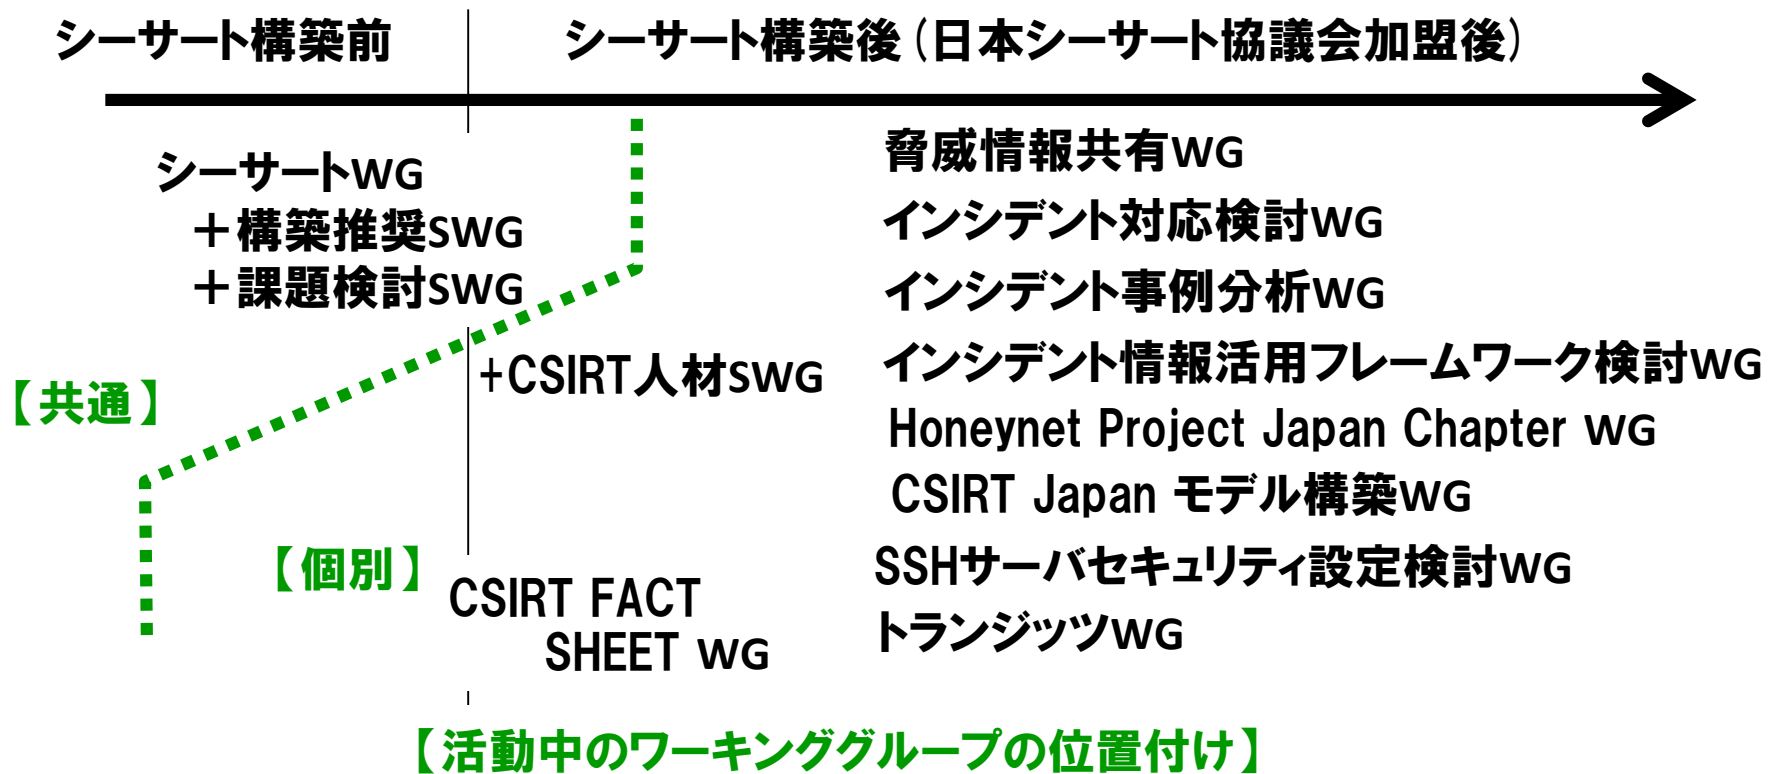 シーサート構築前
シーサート構築後(日本シーサート協議会加盟後)
シーサートWG
+構築推奨SWG
+課題検討SWG
+CSIRT人材SWG
【共通】
【個別】
CSIRT FACT
SHEET WG
脅威情報共有WG
インシデント対応検討WG
インシデント事例分析WG
インシデント情報活用フレームワーク検討WG
Honeynet Project Japan Chapter WG
CSIRT Japan モデル構築WG
SSHサーバセキュリティ設定検討WG
トランジッツWG
【活動中のワーキンググループの位置付け】